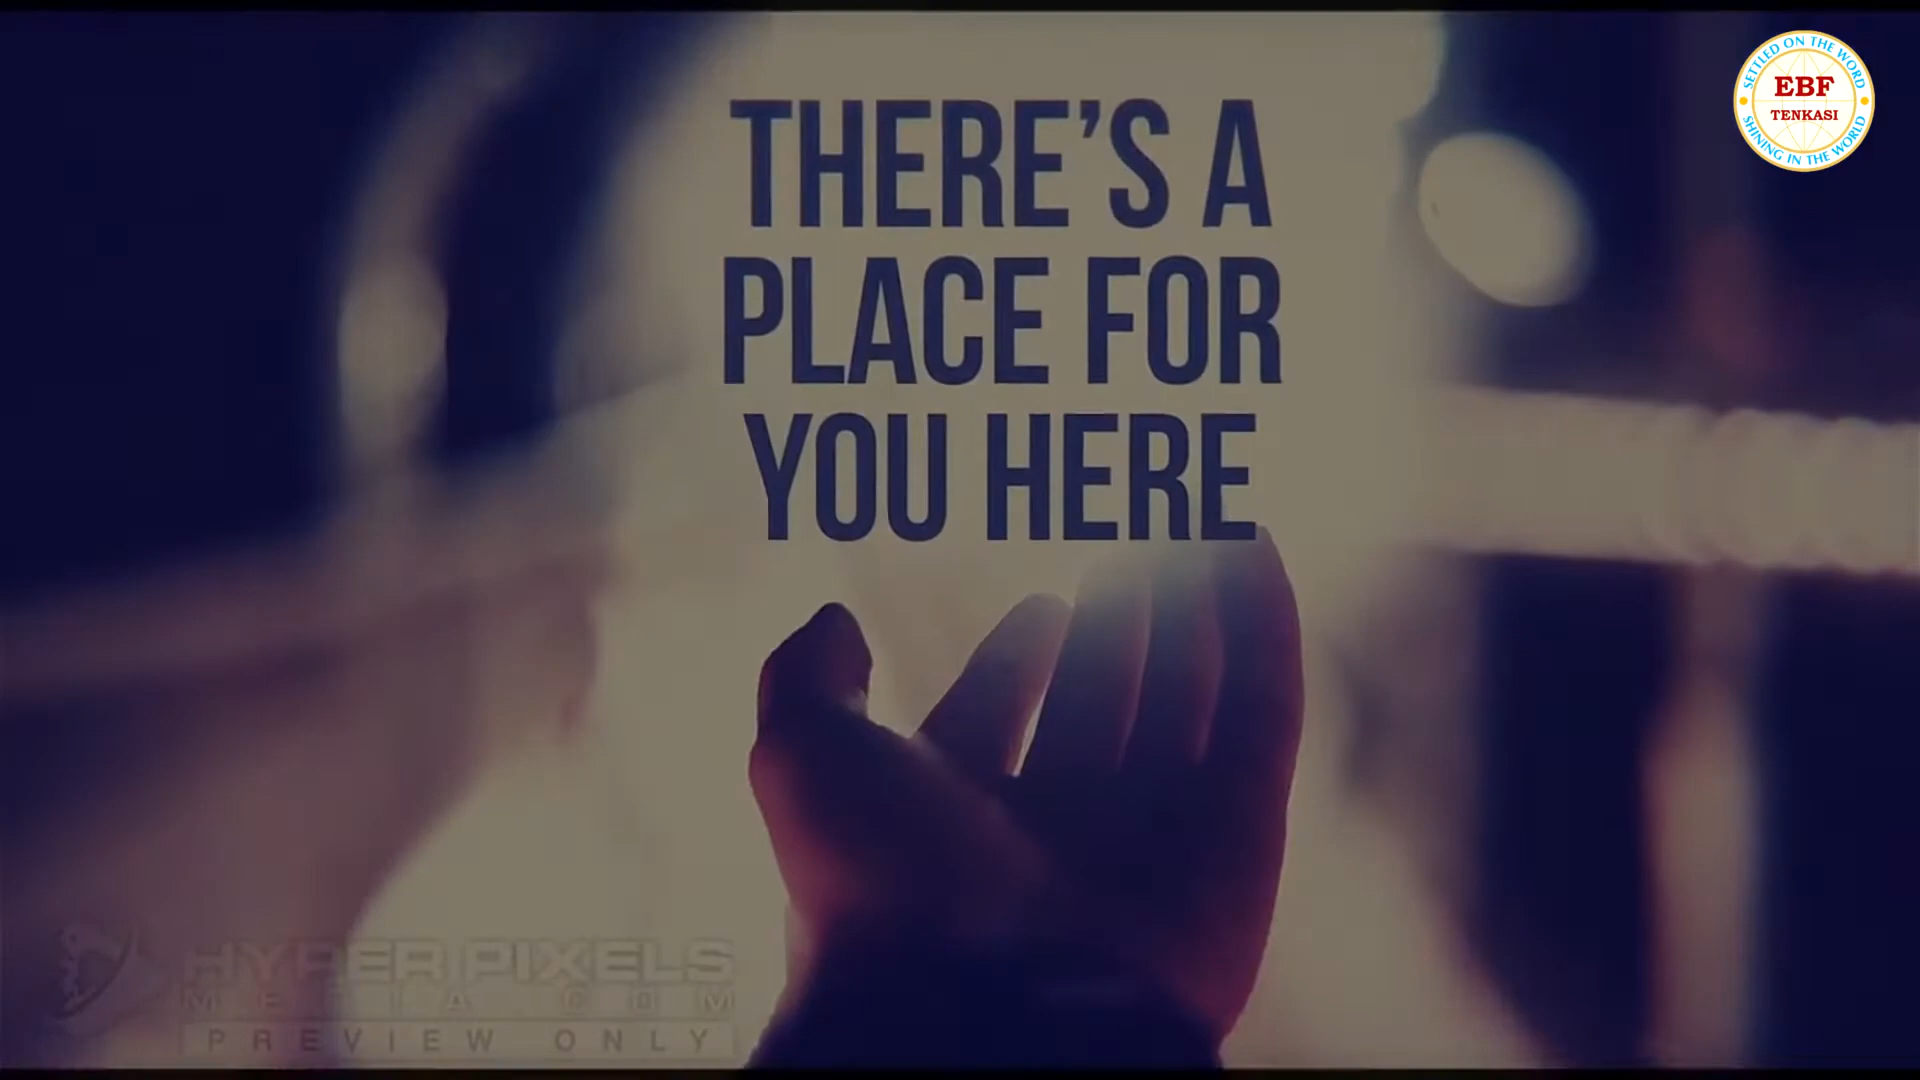 THERE'S A
PLACE FOR
YOU HERE
SETTLED ON THE WORD
EBF
TENKASI
SHINING IN THE WORLD
HYPER PIXELS
MEDIA.COM
PREVIEW ONLY